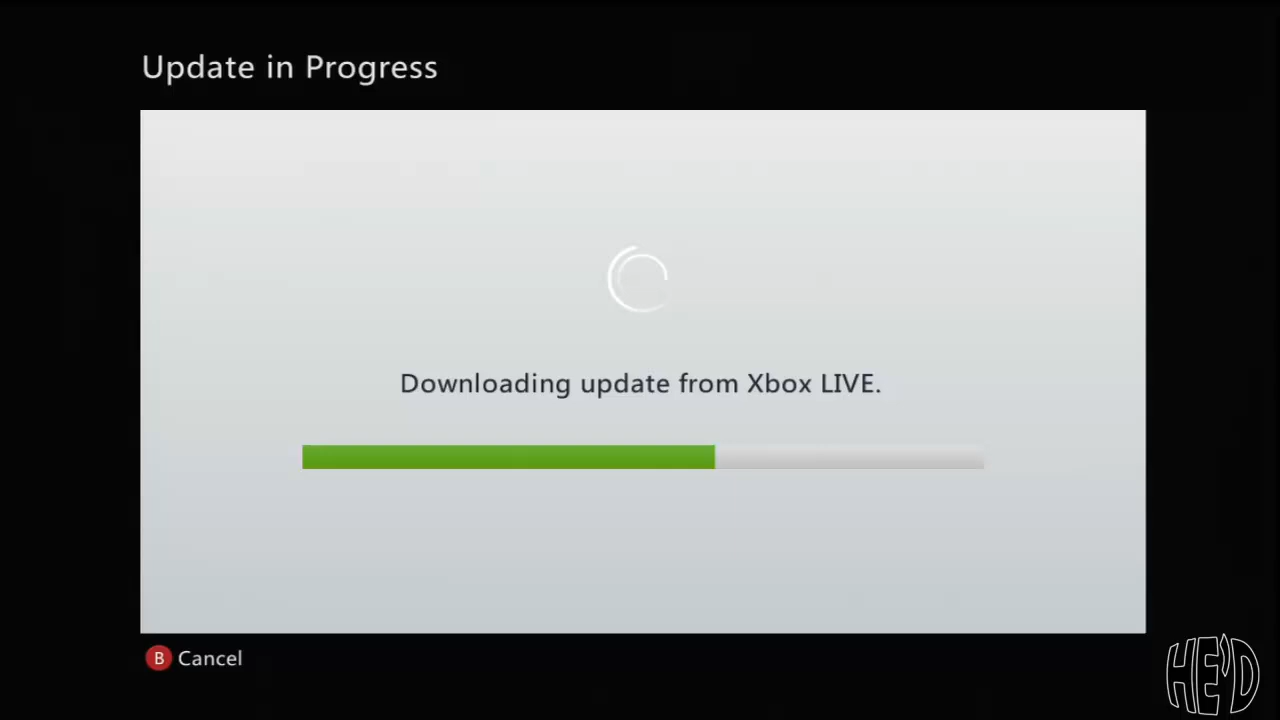 Update in Progress
Downloading update from Xbox LIVE.
B Cancel
HE'D